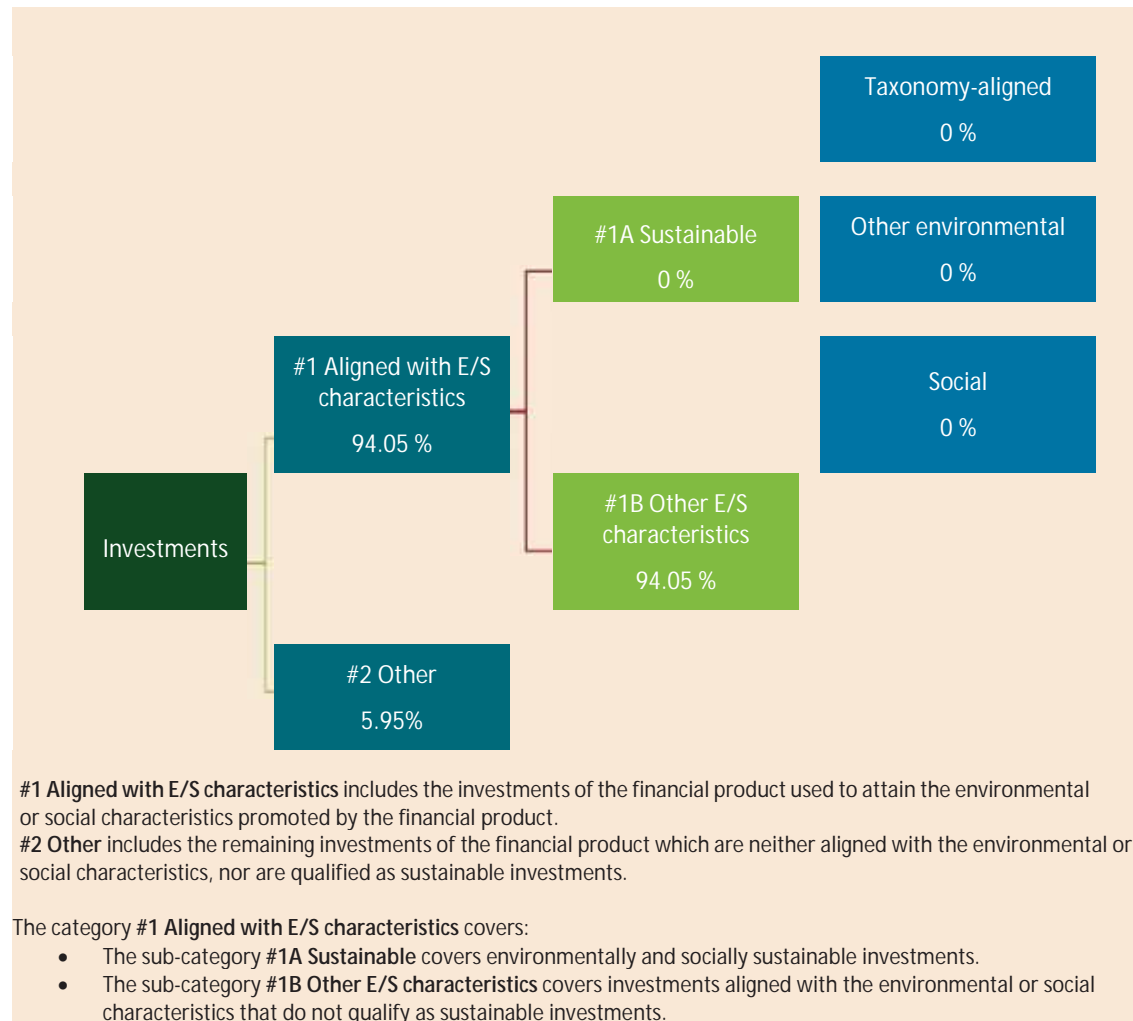 Taxonomy-aligned
0 %
#1A Sustainable
0 %
Other environmental
0 %
#1 Aligned with E/S
characteristics
94.05 %
Social
0 %
Investments
#1B Other E/S
characteristics
94.05 %
#2 Other
5.95%
#1 Aligned with E/S characteristics includes the investments of the financial product used to attain the environmental
or social characteristics promoted by the financial product.
#2 Other includes the remaining investments of the financial product which are neither aligned with the environmental or
social characteristics, nor are qualified as sustainable investments.
The category #1 Aligned with E/S characteristics covers:
• The sub-category #1A Sustainable covers environmentally and socially sustainable investments.
• The sub-category #1B Other E/S characteristics covers investments aligned with the environmental or social
characteristics that do not qualify as sustainable investments.